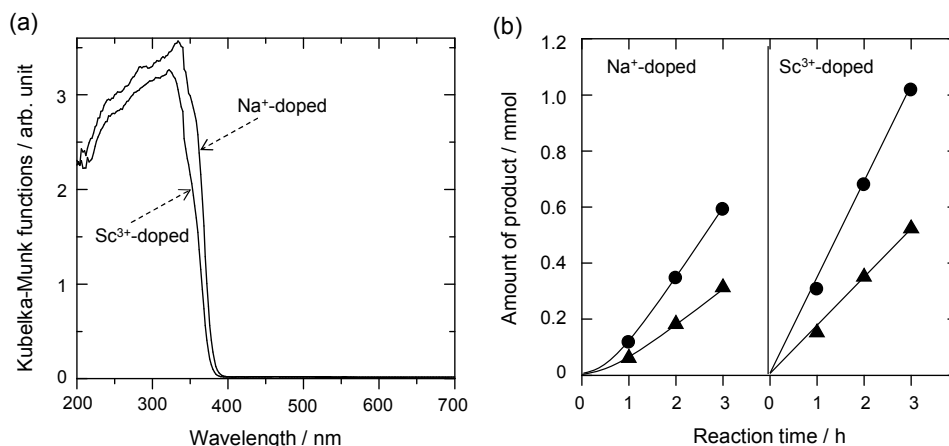 (a)
Kubelka-Munk functions / arb. unit
3
2
1
0
200
300
400
500
600
700
Wavelength / nm
Na⁺-doped
Sc³⁺-doped
(b)
Amount of product / mmol
1.2
1.0
0.8
0.6
0.4
0.2
0
Na⁺-doped
Sc³⁺-doped
0
1
2
3
0
1
2
3
Reaction time / h